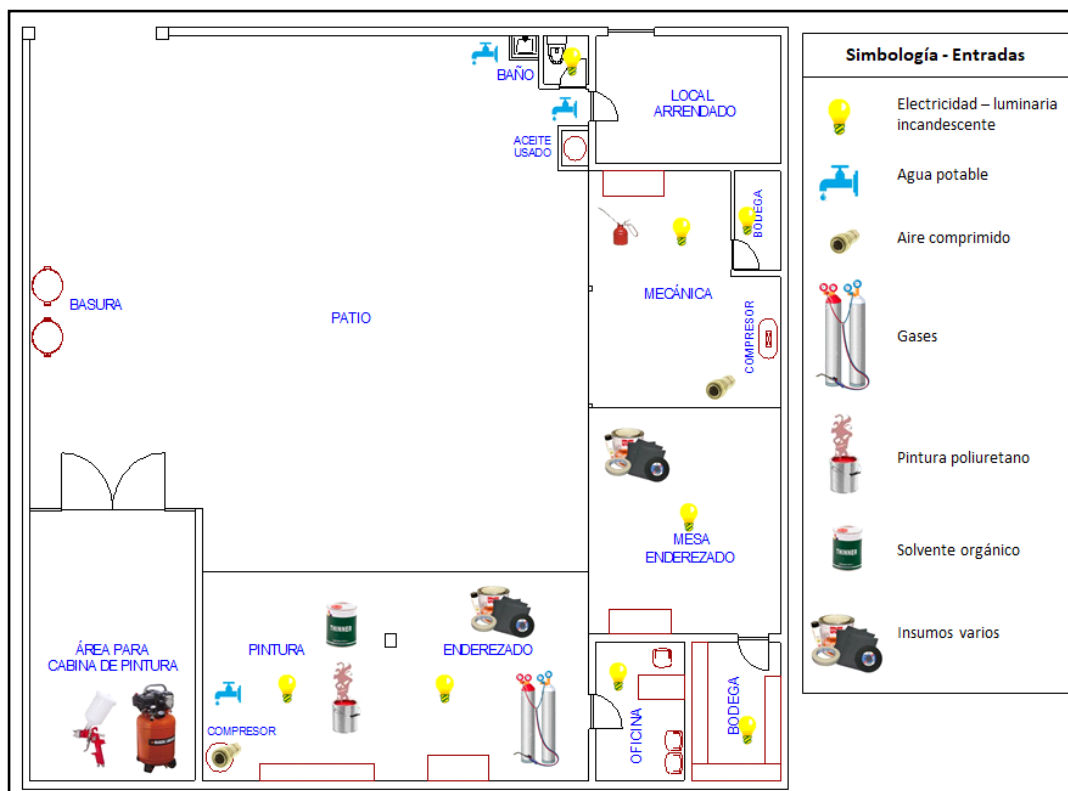 BAÑO
LOCAL
ARRENDADO
ACEITE
USADO
BODEGA
MECÁNICA
BASURA
PATIO
COMPRESOR
MESA
ENDEREZADO
ÁREA PARA
CABINA DE PINTURA
PINTURA
THINNER
ENDEREZADO
COMPRESOR
OFICINA
BODEGA
Simbología - Entradas
Electricidad – luminaria
incandescente
Agua potable
Aire comprimido
Gases
Pintura poliuretano
THINNER
Solvente orgánico
Insumos varios